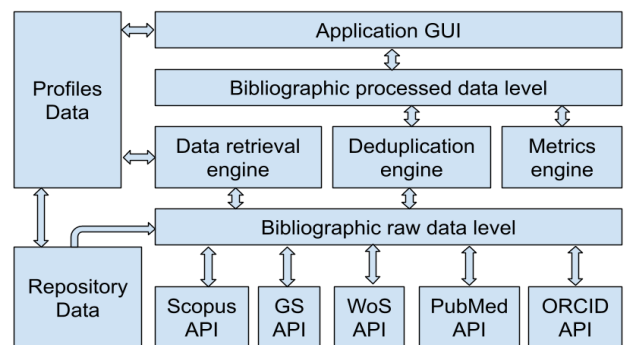 Application GUI
Profiles
Data
Bibliographic processed data level
Data retrieval
engine
Deduplication
engine
Metrics
engine
Bibliographic raw data level
Repository
Data
Scopus
API
GS
API
WoS
API
PubMed
API
ORCID
API